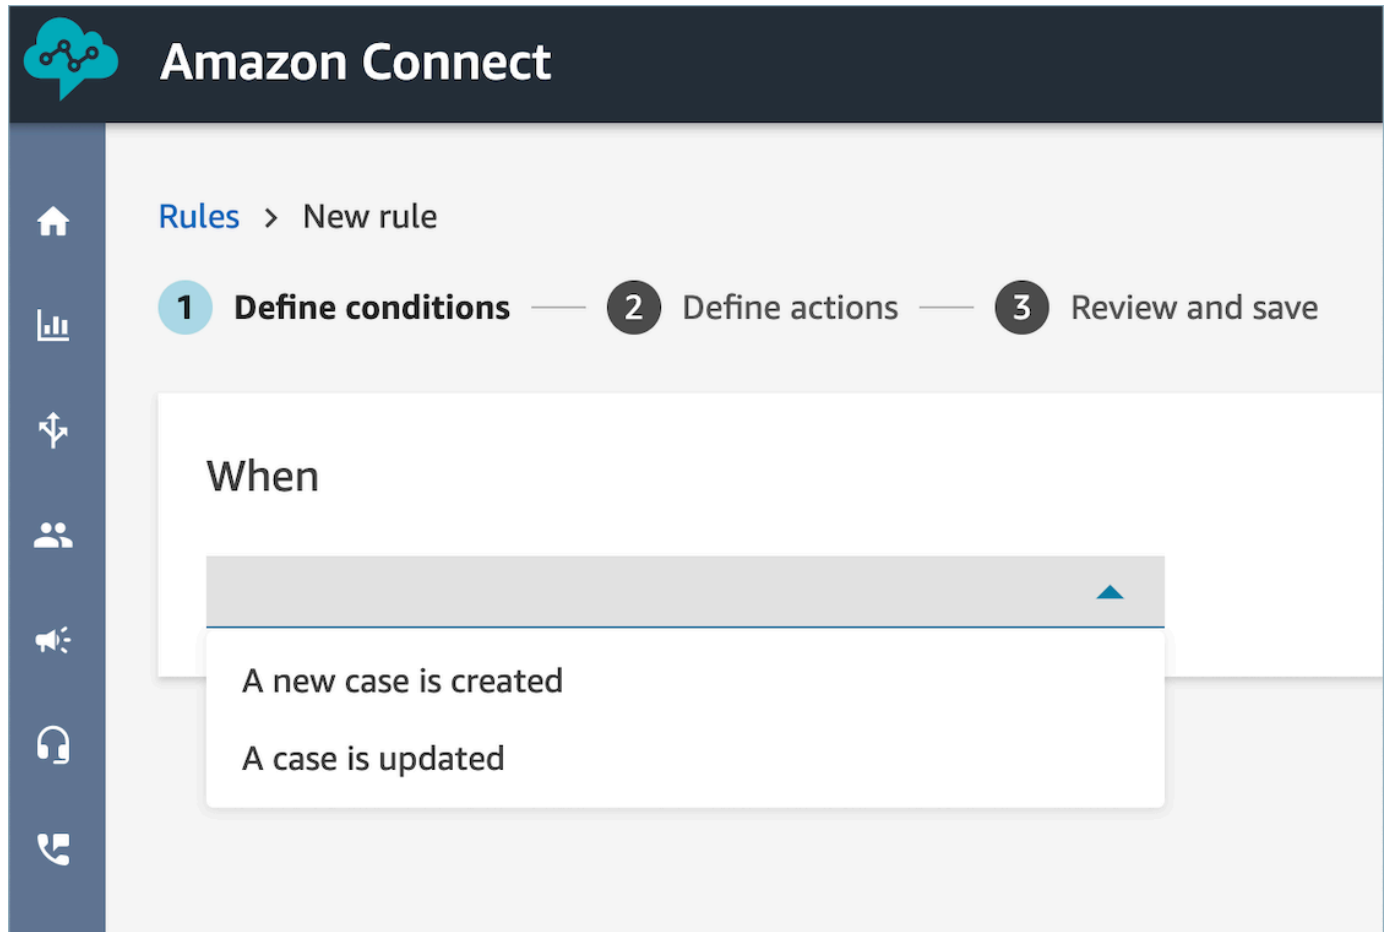 Amazon Connect
Rules > New rule
1 Define conditions 2 Define actions 3 Review and save
When
A new case is created
A case is updated